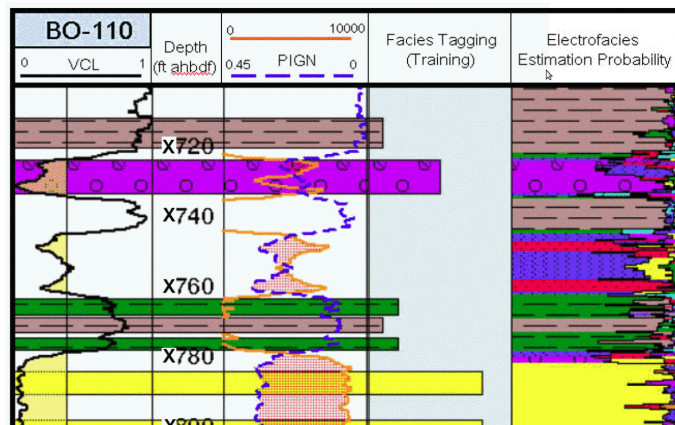 BO-110
0 VCL 1
Depth
(ft ahbdf)
0 10000
0.45 PIGN 0
Facies Tagging
(Training)
Electrofacies
Estimation Probability
X720
X740
X760
X780